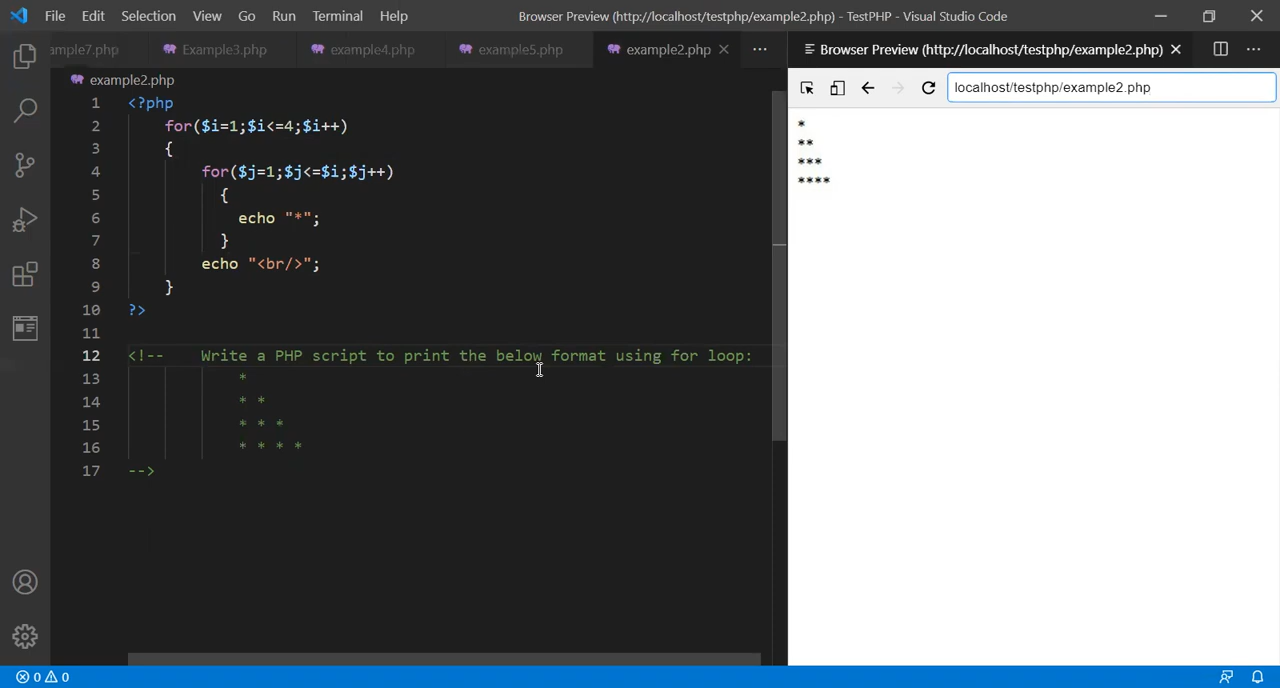 File Edit Selection View Go Run Terminal Help Browser Preview (http://localhost/testphp/example2.php) - TestPHP - Visual Studio Code
ample7.php Example3.php example4.php example5.php example2.php Browser Preview (http://localhost/testphp/example2.php)
example2.php
localhost/testphp/example2.php
1 <?php
2 for($i=1;$i<=4;$i++)
3 {
4 for($j=1;$j<=$i;$j++)
5 {
6 echo "*";
7 }
8 echo "<br/>";
9 }
10 ?>
11
12 <!-- Write a PHP script to print the below format using for loop:
13 *
14 * *
15 * * *
16 * * * *
17 -->
*
**
***
****
0 0